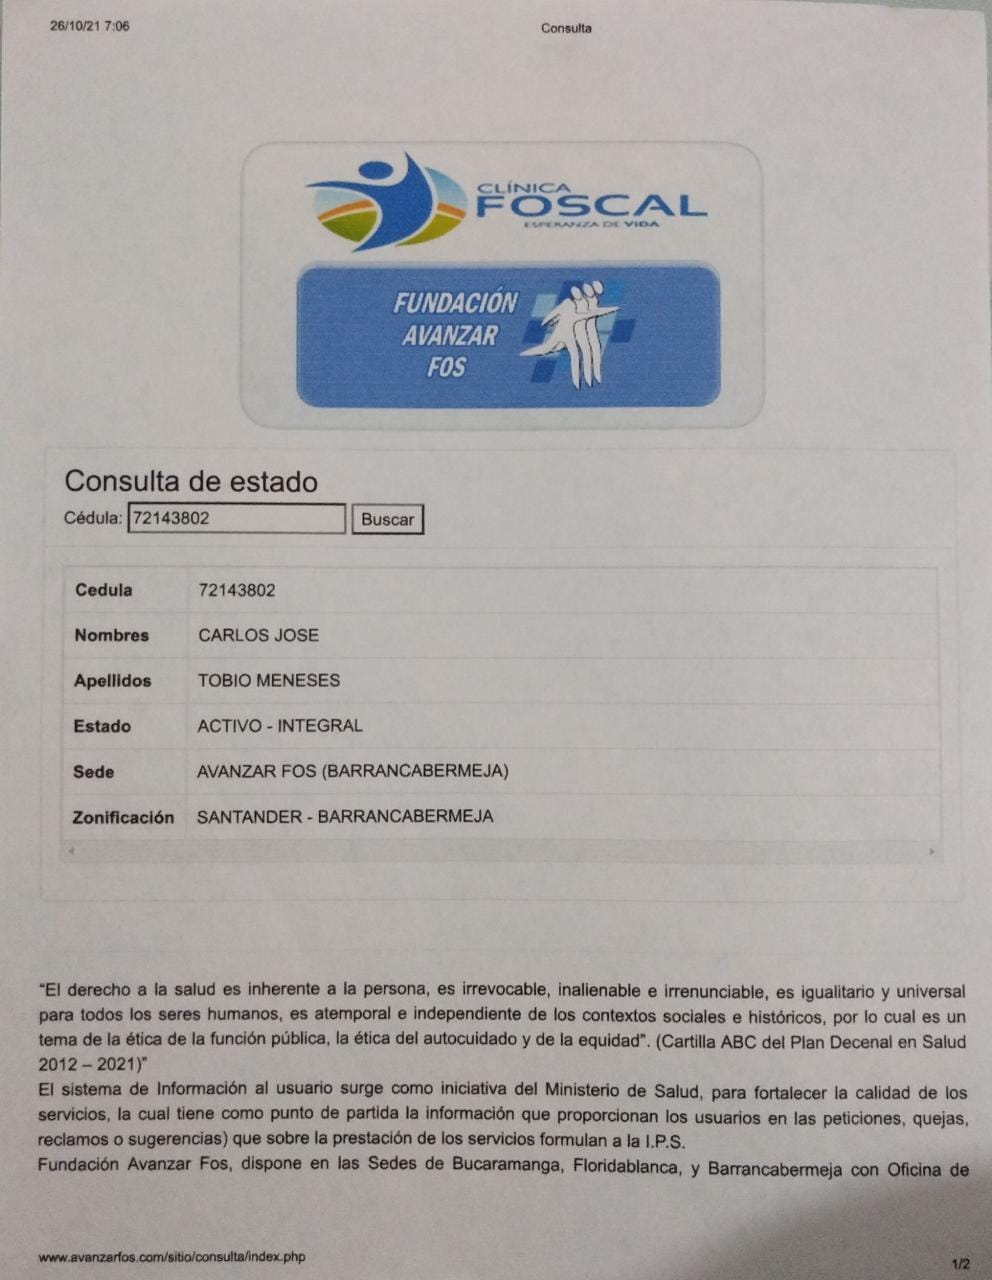 26/10/21 7:06 Consulta
CLÍNICA
FOSCAL
ESPERANZA DE VIDA
FUNDACIÓN
AVANZAR
FOS
Consulta de estado
Cédula: 72143802 Buscar
Cedula 72143802
Nombres CARLOS JOSE
Apellidos TOBIO MENESES
Estado ACTIVO - INTEGRAL
Sede AVANZAR FOS (BARRANCABERMEJA)
Zonificación SANTANDER - BARRANCABERMEJA
“El derecho a la salud es inherente a la persona, es irrevocable, inalienable e irrenunciable, es igualitario y universal
para todos los seres humanos, es atemporal e independiente de los contextos sociales e históricos, por lo cual es un
tema de la ética de la función pública, la ética del autocuidado y de la equidad”. (Cartilla ABC del Plan Decenal en Salud
2012 – 2021)”
El sistema de Información al usuario surge como iniciativa del Ministerio de Salud, para fortalecer la calidad de los
servicios, la cual tiene como punto de partida la información que proporcionan los usuarios en las peticiones, quejas,
reclamos o sugerencias) que sobre la prestación de los servicios formulan a la I.P.S.
Fundación Avanzar Fos, dispone en las Sedes de Bucaramanga, Floridablanca, y Barrancabermeja con Oficina de
www.avanzarfos.com/sitio/consulta/index.php 1/2